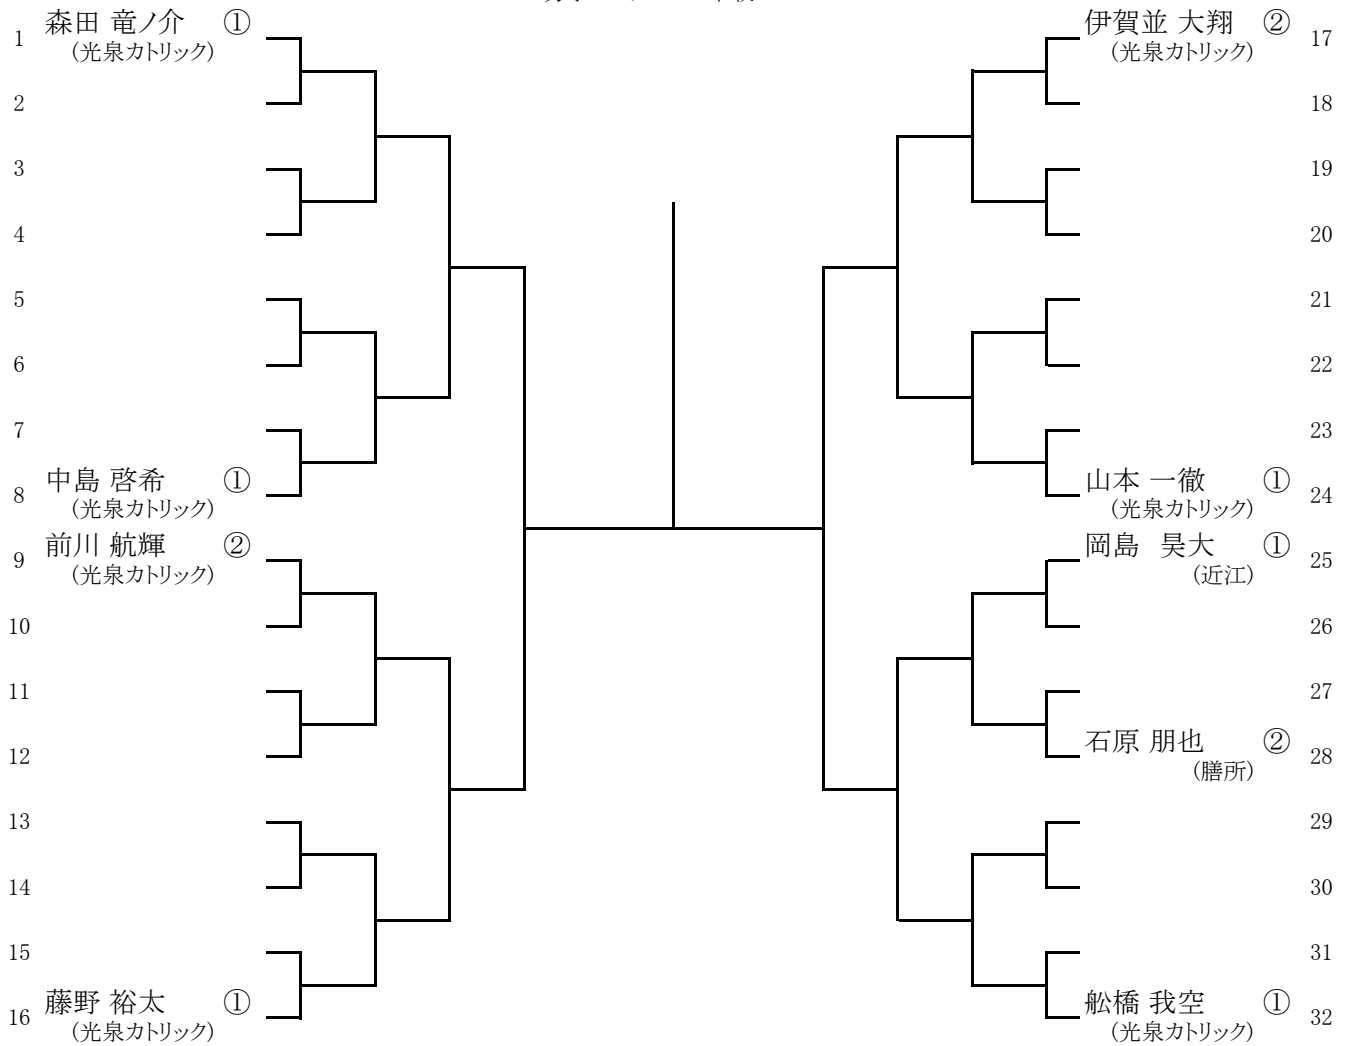 1 森田 竜ノ介 ①
(光泉カトリック)
2
3
4
5
6
7
8 中島 啓希 ①
(光泉カトリック)
9 前川 航輝 ②
(光泉カトリック)
10
11
12
13
14
15
16 藤野 裕太 ①
(光泉カトリック)
伊賀並 大翔 ② 17
(光泉カトリック)
18
19
20
21
22
23
山本 一徹 ① 24
(光泉カトリック)
岡島 昊大 ① 25
(近江)
26
27
石原 朋也 ② 28
(膳所)
29
30
31
舩橋 我空 ① 32
(光泉カトリック)